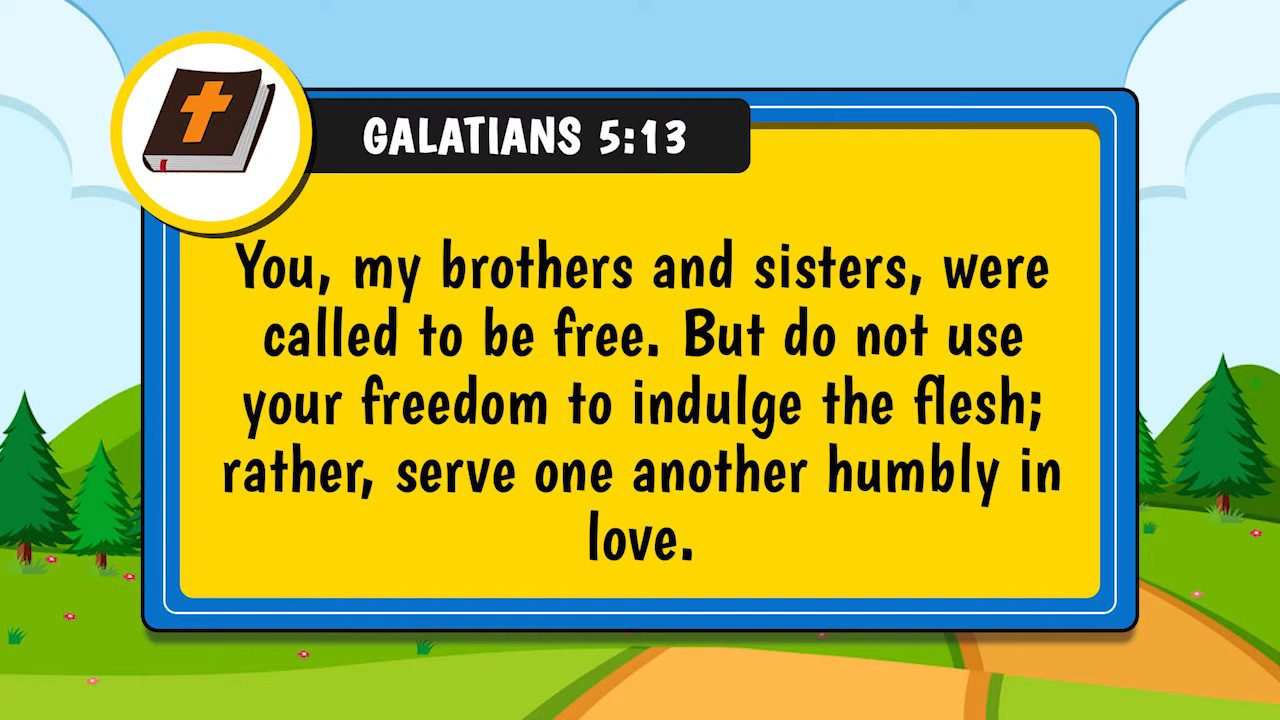 GALATIANS 5:13
You, my brothers and sisters, were
called to be free. But do not use
your freedom to indulge the flesh;
rather, serve one another humbly in
love.